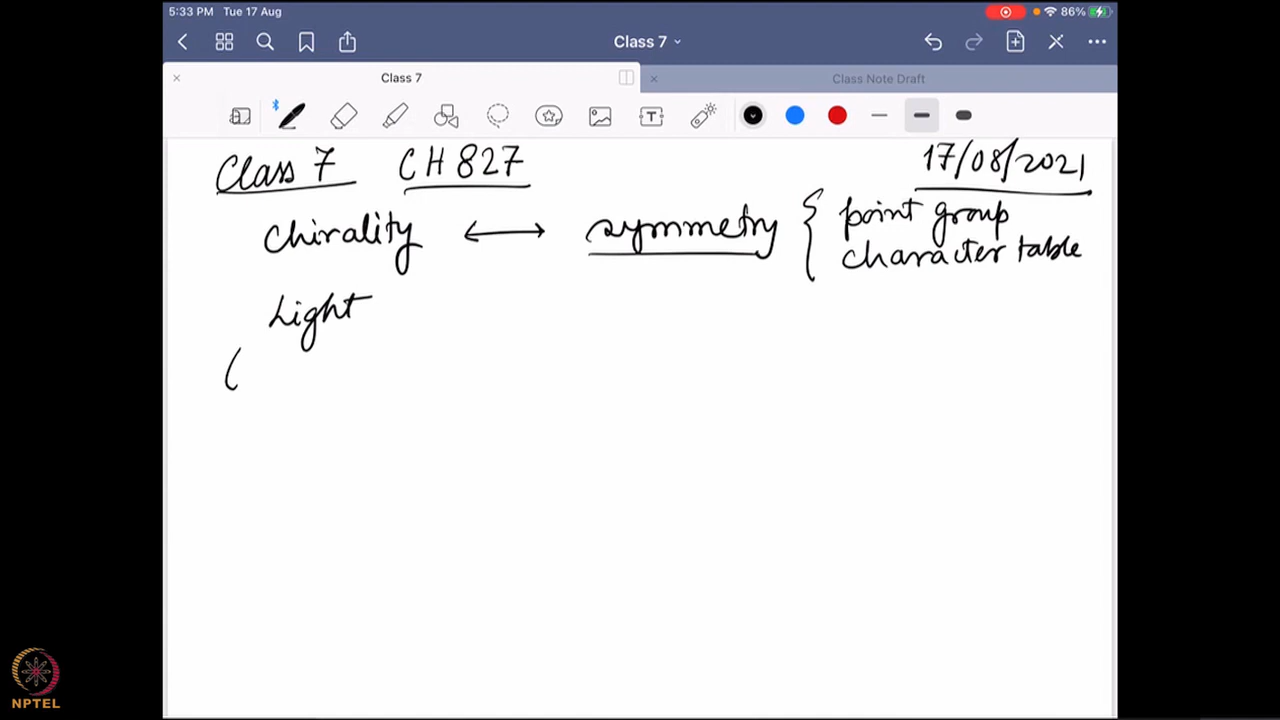 5:33 PM Tue 17 Aug 86%
Class 7
Class 7 Class Note Draft
Class 7 CH 827 17/08/2021
Chirality ⟷ symmetry { point group
character table
Light
(
NPTEL